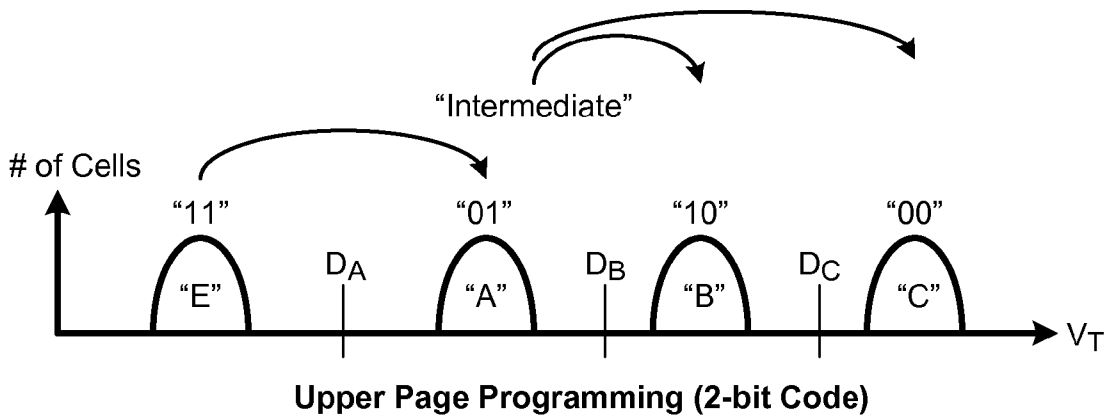 “Intermediate”
# of Cells
“11” “01” “10” “00”
DA DB DC
“E” “A” “B” “C”
VT
Upper Page Programming (2-bit Code)